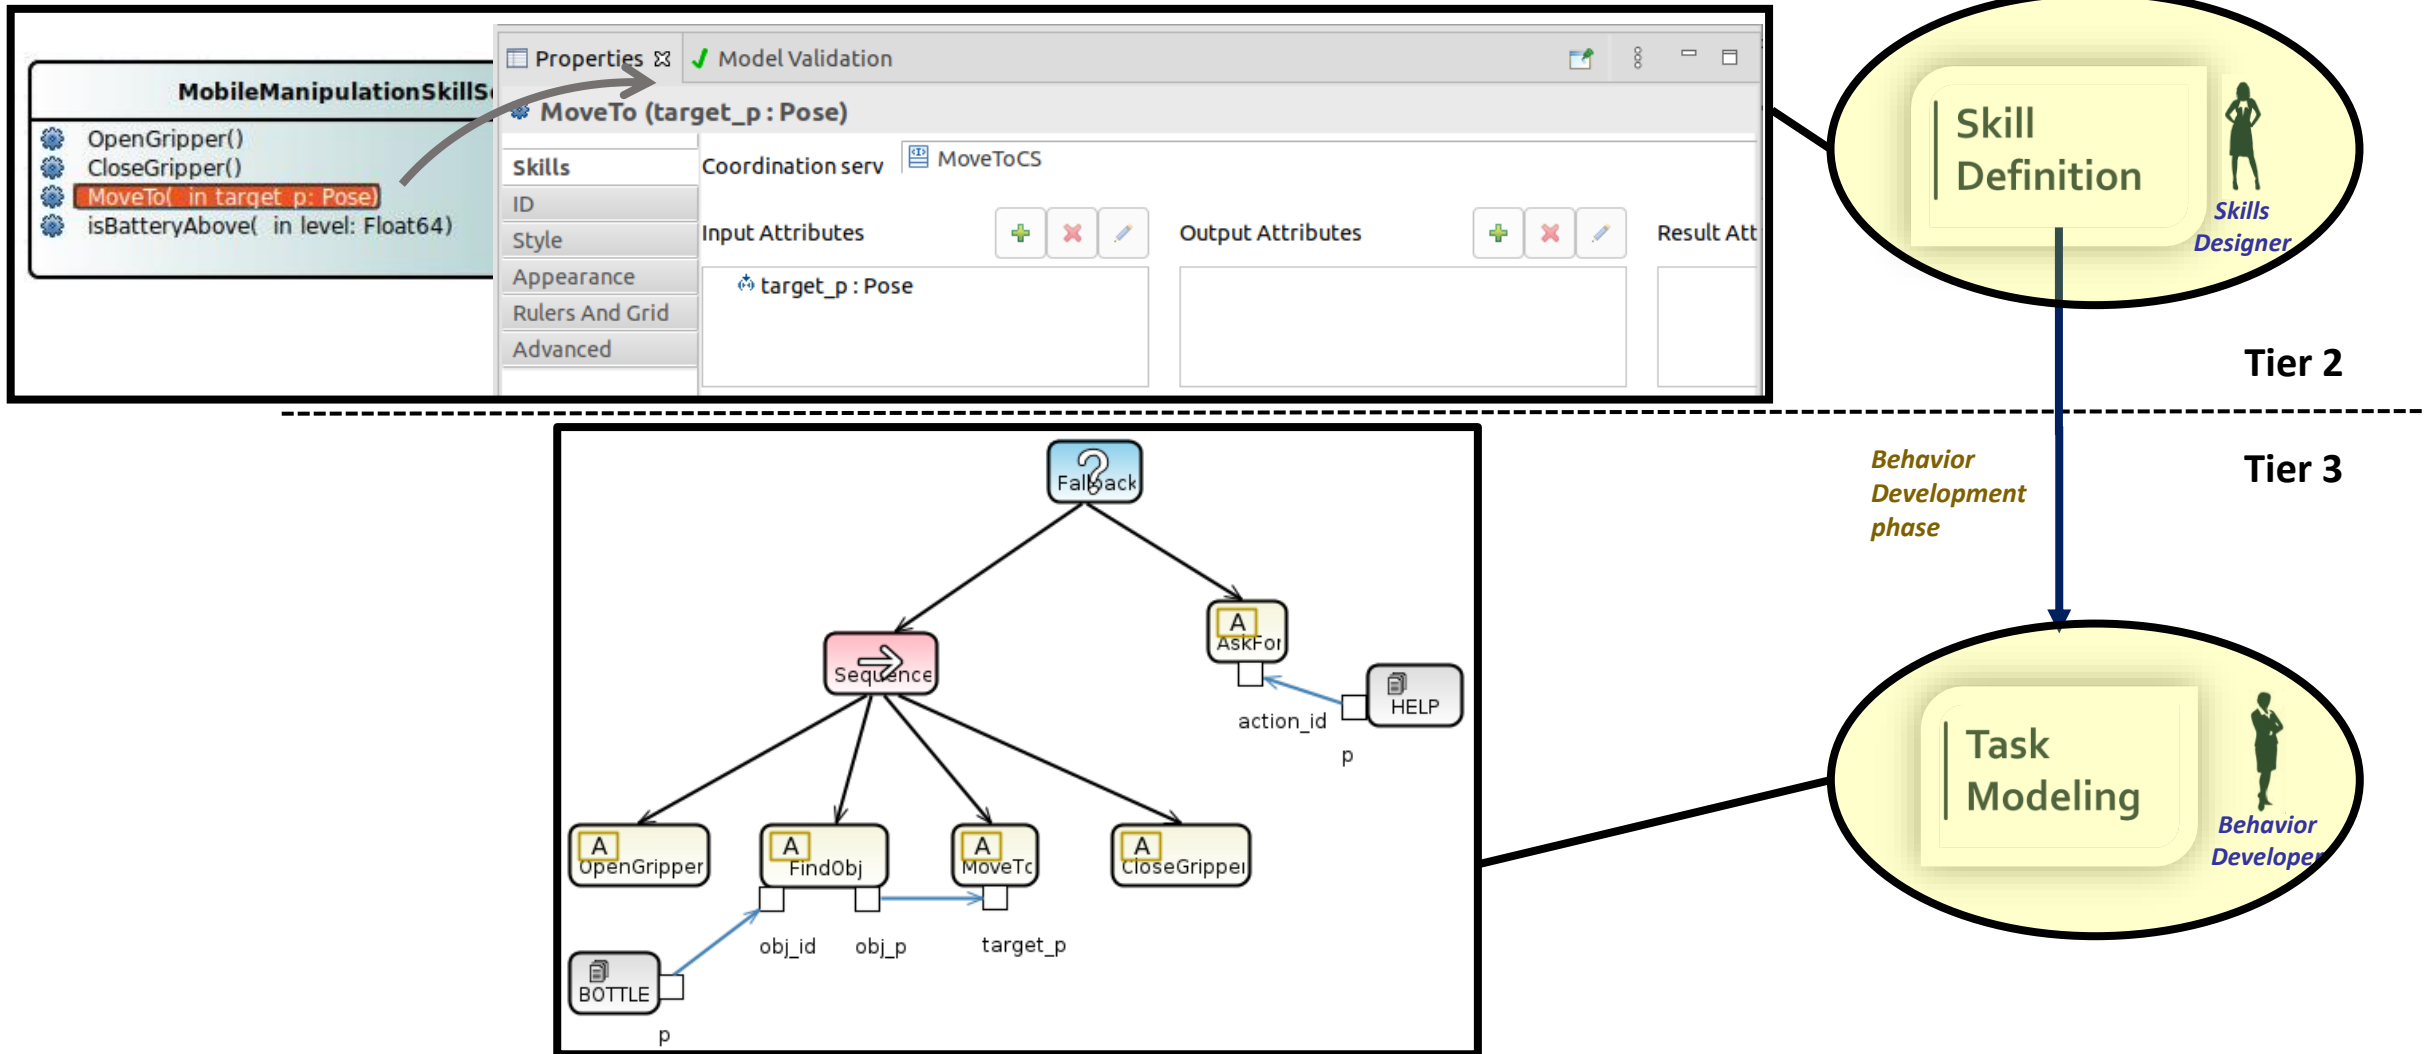 MobileManipulationSkillSe
OpenGripper()
CloseGripper()
MoveTo( in target_p: Pose)
isBatteryAbove( in level: Float64)
Properties
Model Validation
MoveTo (target_p : Pose)
Skills
ID
Style
Appearance
Rulers And Grid
Advanced
Coordination serv
MoveToCS
Input Attributes
Output Attributes
Result Att
target_p : Pose
Skill
Definition
Skills
Designer
Tier 2
Tier 3
Behavior
Development
phase
Fallback
Sequence
A
AskFor
HELP
action_id
p
A
OpenGripper
A
FindObj
A
MoveTo
A
CloseGripper
obj_id
obj_p
target_p
BOTTLE
p
Task
Modeling
Behavior
Developer